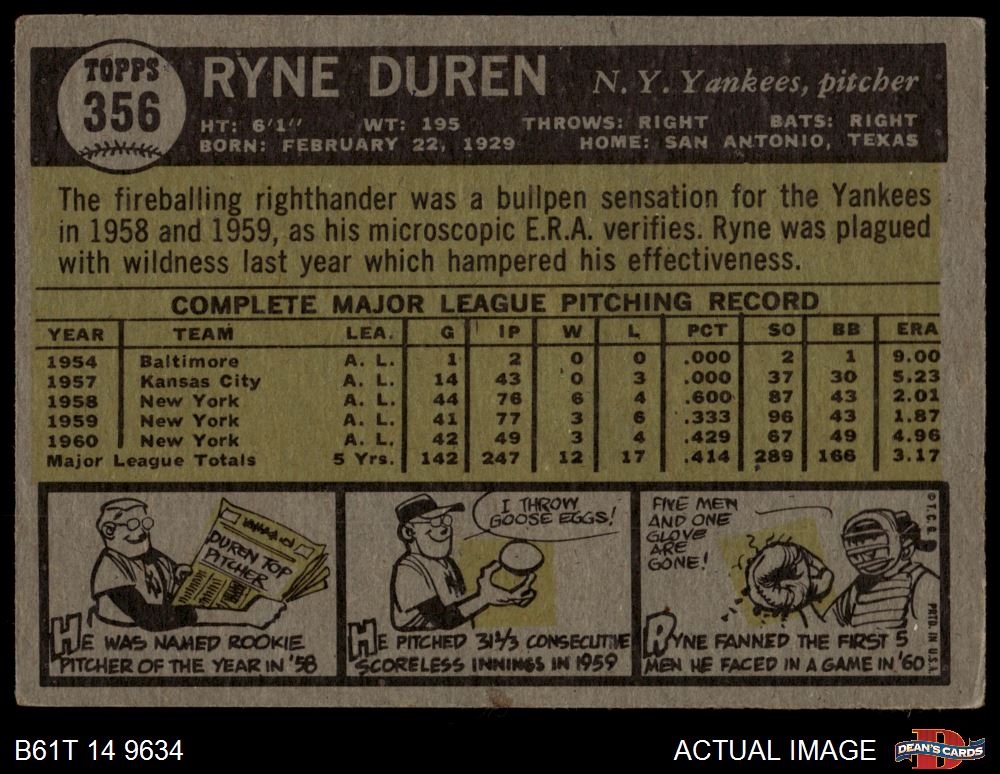 TOPPS
356
RYNE DUREN N. Y. Yankees, pitcher
HT: 6'1" WT: 195 THROWS: RIGHT BATS: RIGHT
BORN: FEBRUARY 22, 1929 HOME: SAN ANTONIO, TEXAS
The fireballing righthander was a bullpen sensation for the Yankees
in 1958 and 1959, as his microscopic E.R.A. verifies. Ryne was plagued
with wildness last year which hampered his effectiveness.
COMPLETE MAJOR LEAGUE PITCHING RECORD
YEAR TEAM LEA. G IP W L PCT SO BB ERA
1954 Baltimore A. L. 1 2 0 0 .000 2 1 9.00
1957 Kansas City A. L. 14 43 0 3 .000 37 30 5.23
1958 New York A. L. 44 76 6 4 .600 87 43 2.01
1959 New York A. L. 41 77 3 6 .333 96 43 1.87
1960 New York A. L. 42 49 3 4 .429 67 49 4.96
Major League Totals 5 Yrs. 142 247 12 17 .414 289 166 3.17
DUREN TOP
PITCHER
HE WAS NAMED ROOKIE
PITCHER OF THE YEAR IN '58
I THROW
GOOSE EGGS!
HE PITCHED 31 1/3 CONSECUTIVE
SCORELESS INNINGS IN 1959
FIVE MEN
AND ONE
GLOVE
ARE
GONE!
RYNE FANNED THE FIRST 5
MEN HE FACED IN A GAME IN '60
© T.C.G.
PRTD. IN U.S.A.
B61T 14 9634 ACTUAL IMAGE
DEAN'S CARDS